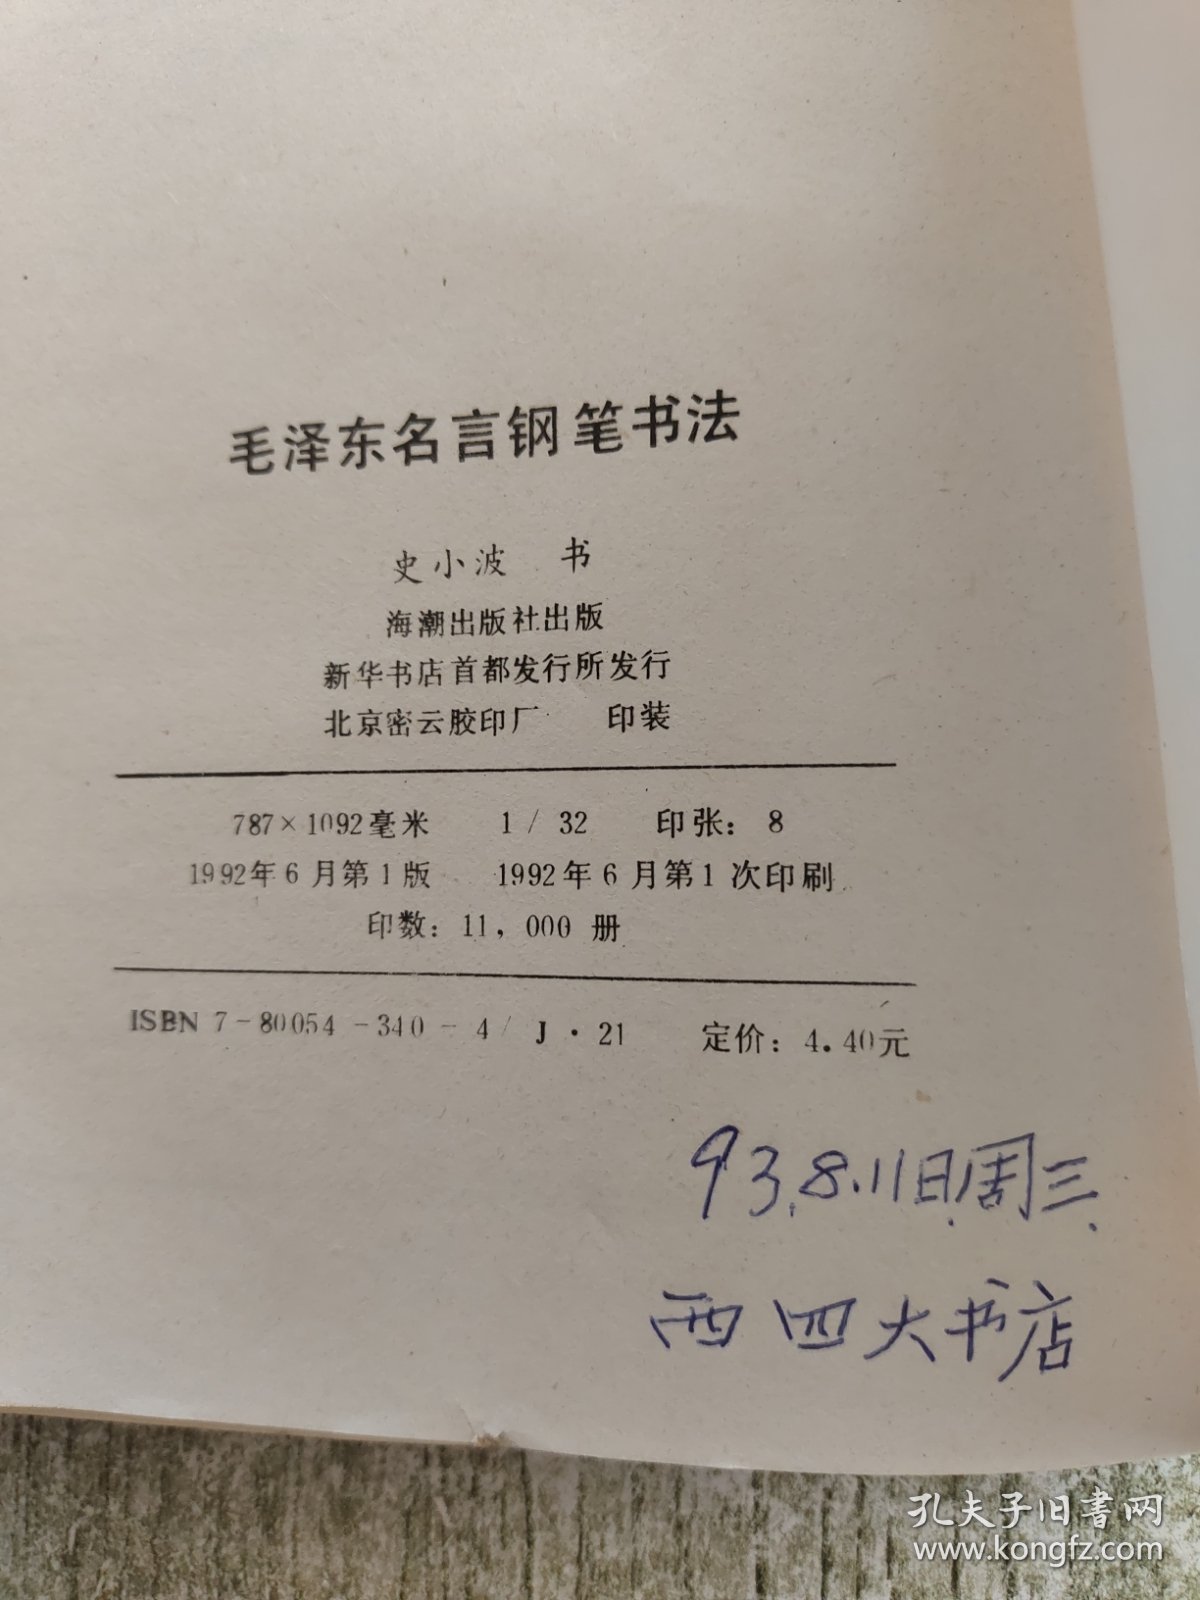 毛泽东名言钢笔书法
史小波 书
海潮出版社出版
新华书店首都发行所发行
北京密云胶印厂 印装
787×1092毫米 1/32 印张：8
1992年6月第1版 1992年6月第1次印刷
印数：11，000 册
ISBN 7-80054-340-4/J·21 定价：4.40元
93.8.11日.周三.
西四大书店
孔夫子旧書网
www.kongfz.com